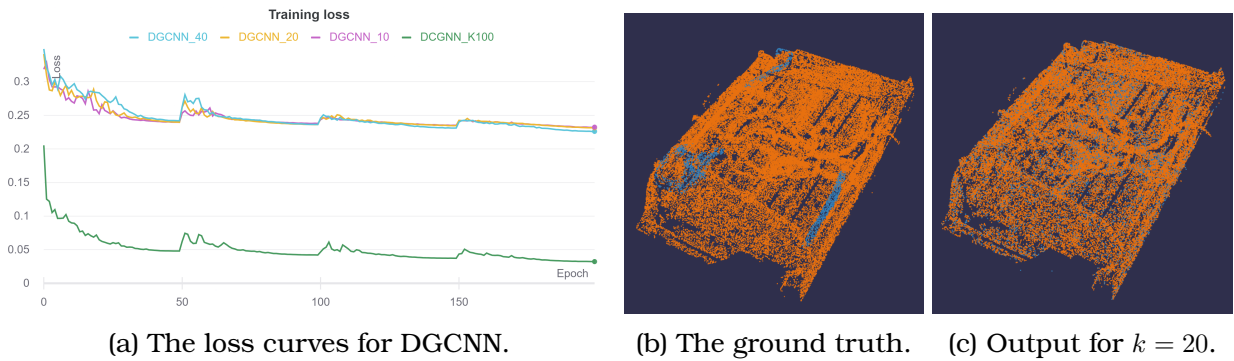 Training loss
DGCNN_40 DGCNN_20 DGCNN_10 DCGNN_K100
Loss
0.3
0.25
0.2
0.15
0.1
0.05
Epoch
0
0 50 100 150
(a) The loss curves for DGCNN. (b) The ground truth. (c) Output for k = 20.